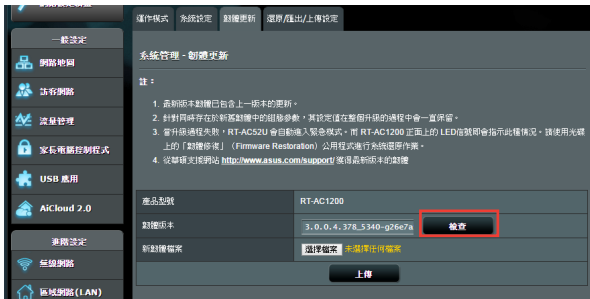 運作模式 系統設定 韌體更新 還原/匯出/上傳設定
一般設定
網路地圖
訪客網路
流量管理
家長電腦控制程式
USB 應用
AiCloud 2.0
進階設定
無線網路
區域網路(LAN)
系統管理 - 韌體更新
註：
1. 最新版本韌體已包含上一版本的更新。
2. 針對同時存在於新舊韌體中的組態參數，其設定值在整個升級的過程中會一直保留。
3. 當升級過程失敗，RT-AC52U 會自動進入緊急模式。而 RT-AC1200 正面上的 LED信號即會指示此種情況。請使用光碟
上的「韌體修復」（Firmware Restoration）公用程式進行系統還原作業。
4. 從華碩支援網站 http://www.asus.com/support/ 獲得最新版本的韌體
產品型號 RT-AC1200
韌體版本 3.0.0.4.378_5340-g26e7a 檢查
新韌體檔案 選擇檔案 未選擇任何檔案
上傳